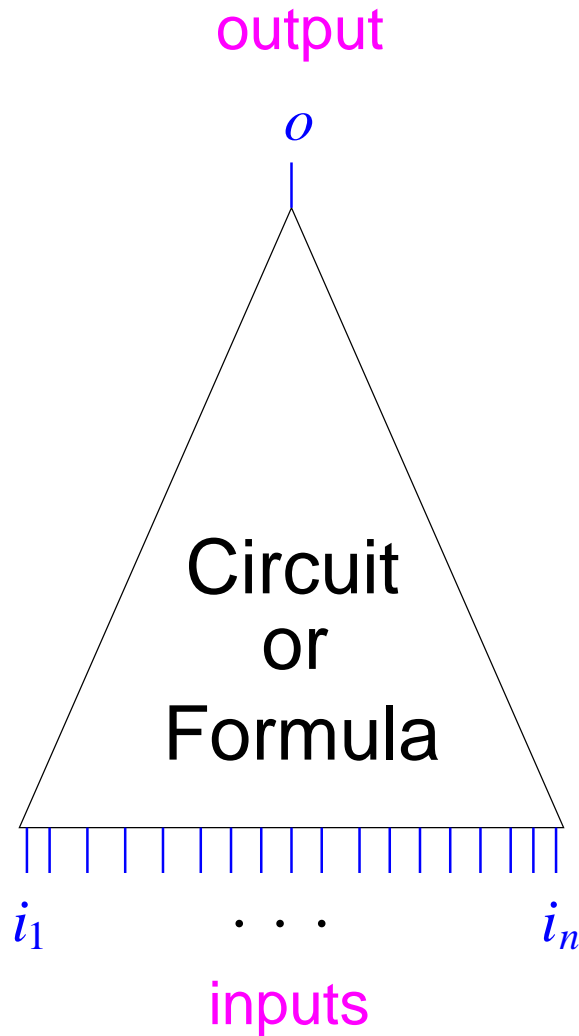 output
o
Circuit
or
Formula
i₁ · · · iₙ
inputs